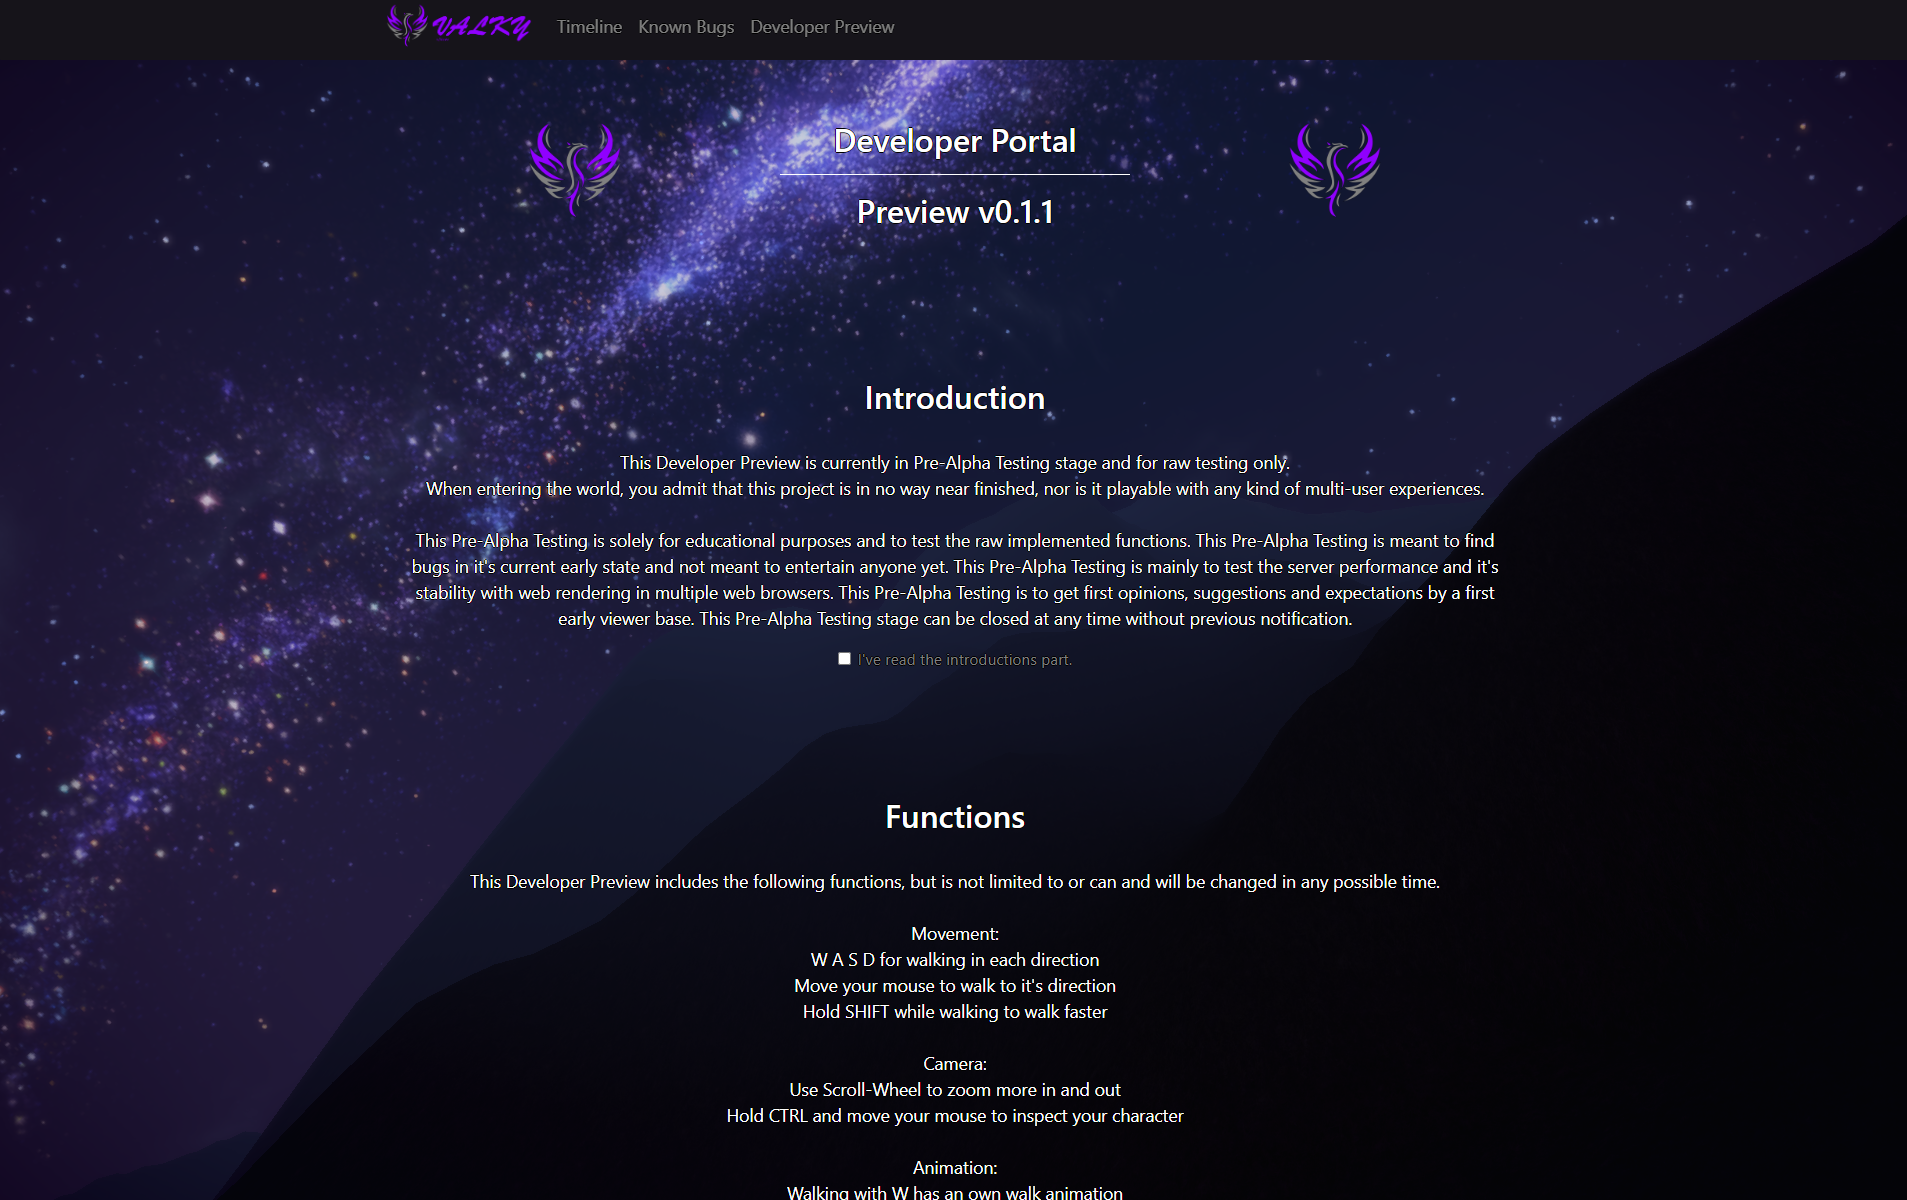 VALKY Timeline Known Bugs Developer Preview
Developer Portal
Preview v0.1.1
Introduction
This Developer Preview is currently in Pre-Alpha Testing stage and for raw testing only.
When entering the world, you admit that this project is in no way near finished, nor is it playable with any kind of multi-user experiences.
This Pre-Alpha Testing is solely for educational purposes and to test the raw implemented functions. This Pre-Alpha Testing is meant to find
bugs in it's current early state and not meant to entertain anyone yet. This Pre-Alpha Testing is mainly to test the server performance and it's
stability with web rendering in multiple web browsers. This Pre-Alpha Testing is to get first opinions, suggestions and expectations by a first
early viewer base. This Pre-Alpha Testing stage can be closed at any time without previous notification.
I've read the introductions part.
Functions
This Developer Preview includes the following functions, but is not limited to or can and will be changed in any possible time.
Movement:
W A S D for walking in each direction
Move your mouse to walk to it's direction
Hold SHIFT while walking to walk faster
Camera:
Use Scroll-Wheel to zoom more in and out
Hold CTRL and move your mouse to inspect your character
Animation:
Walking with W has an own walk animation